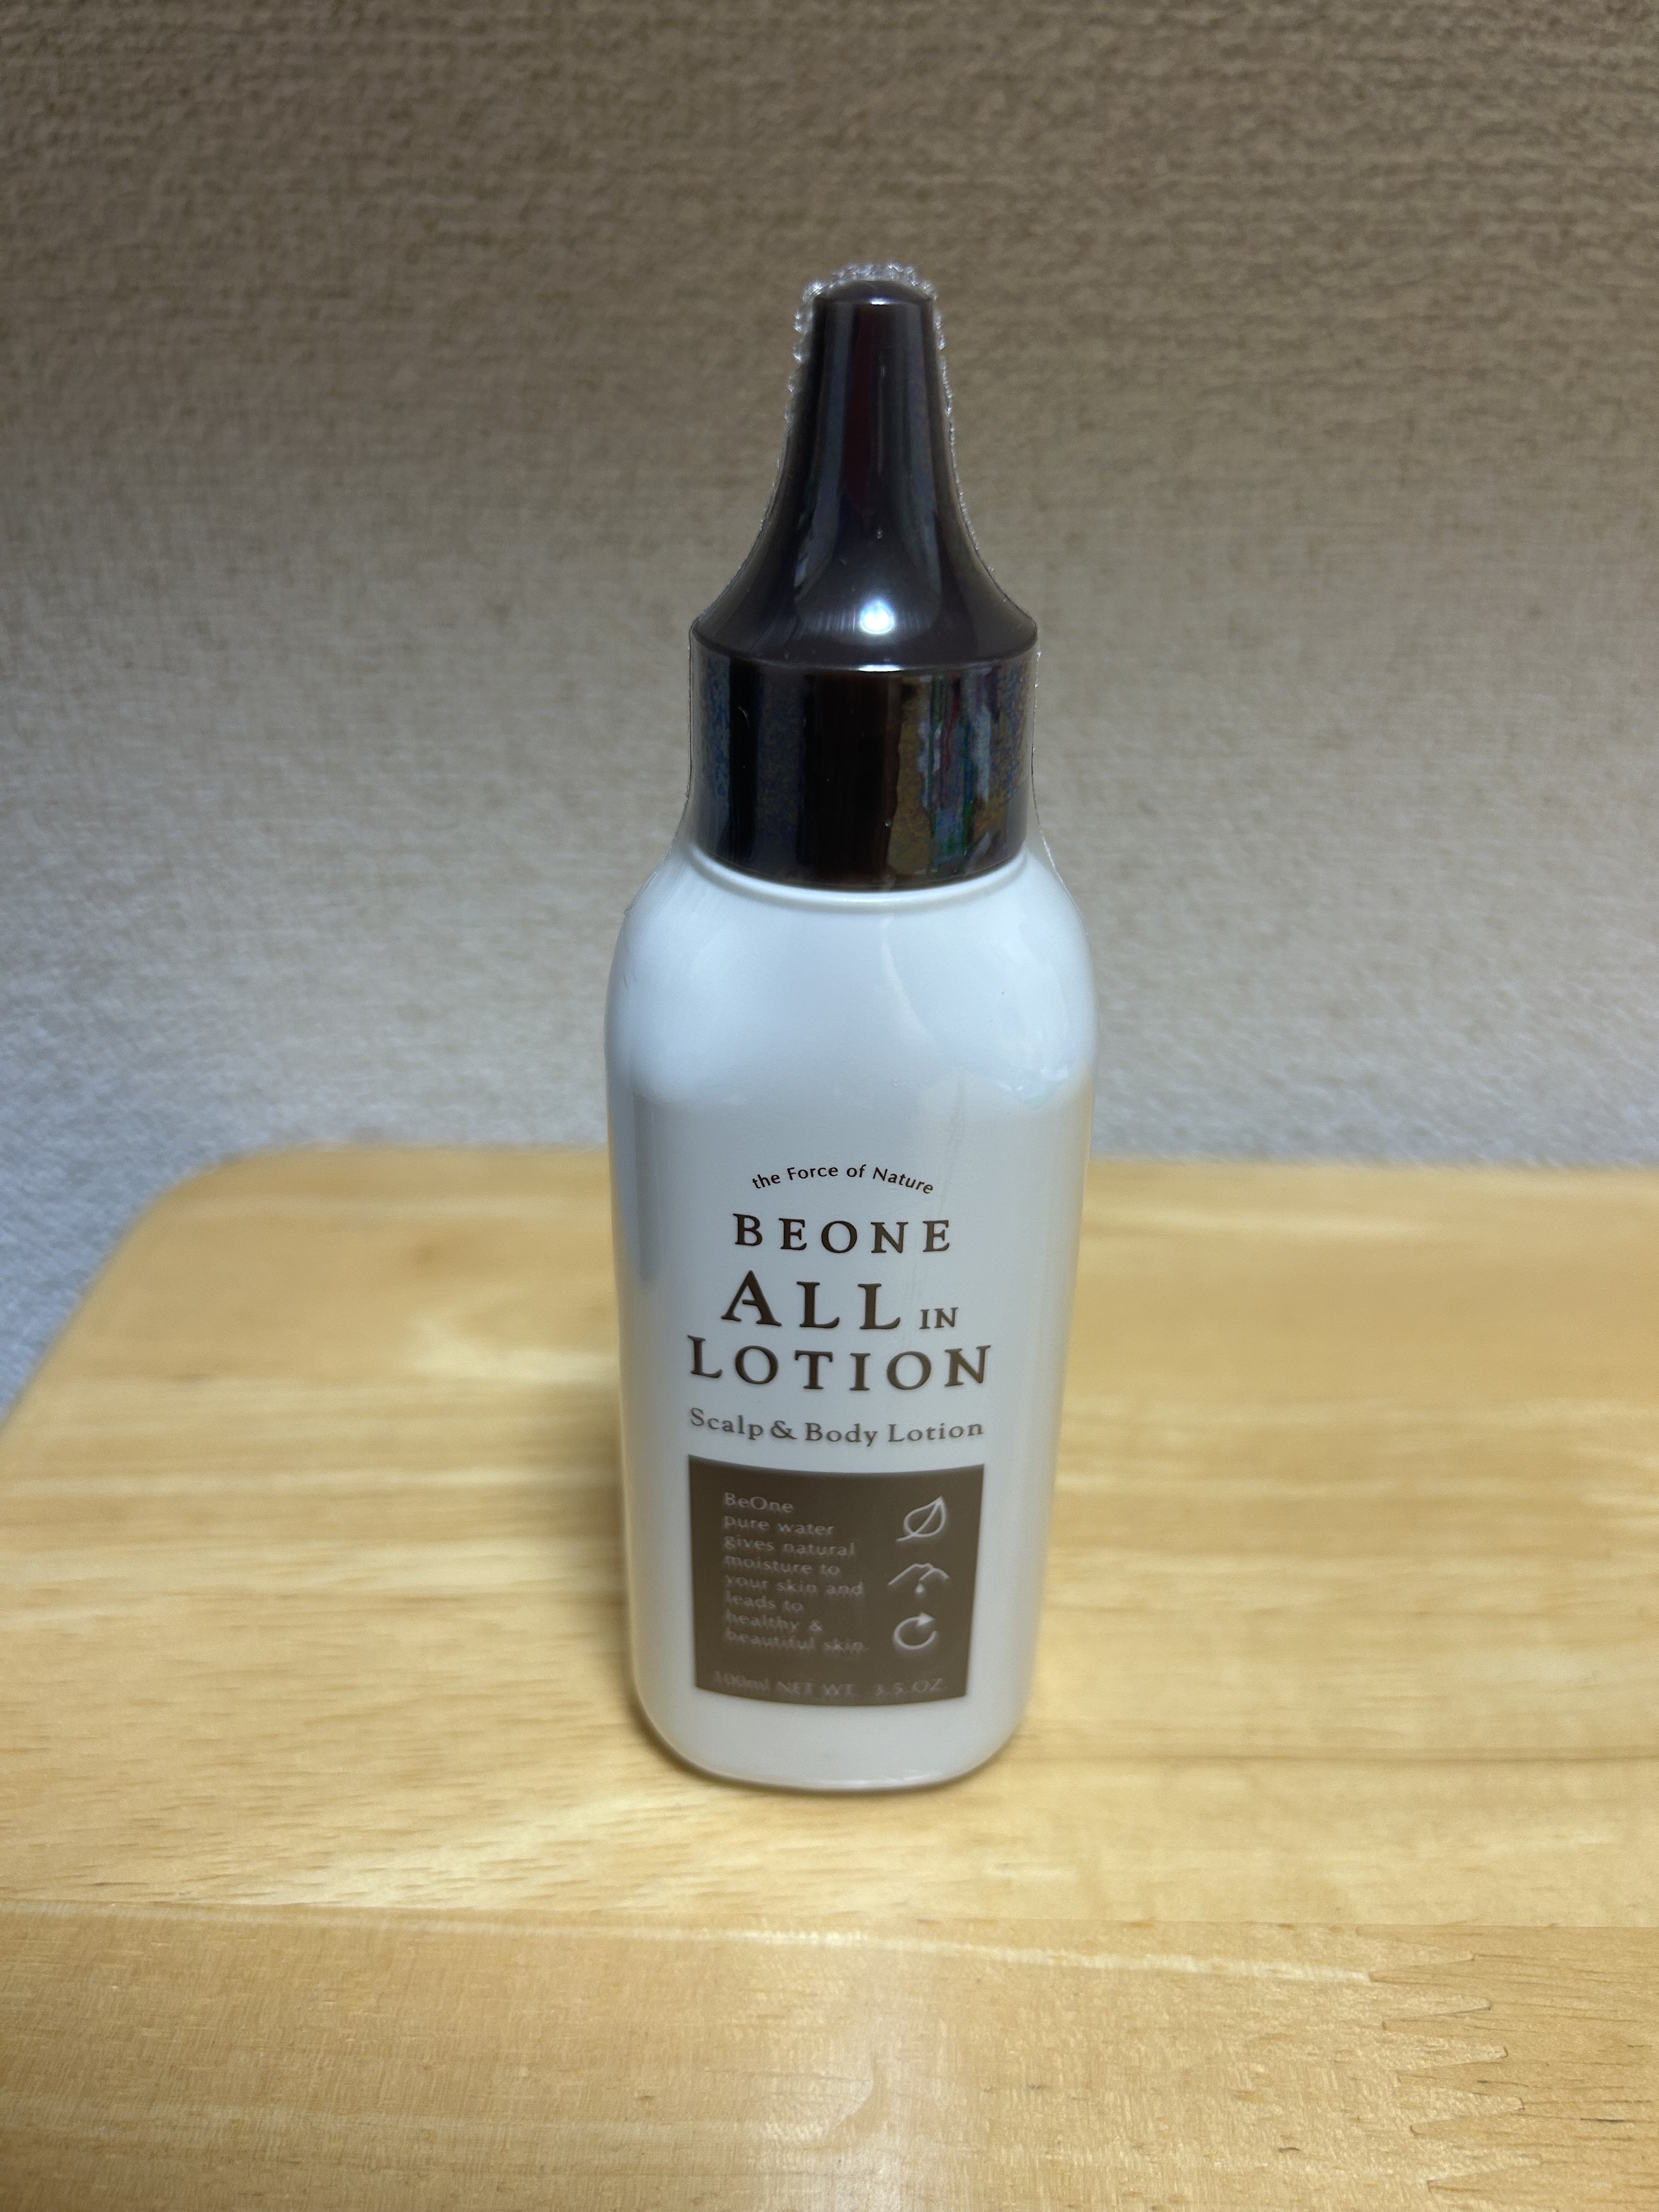 the Force of Nature
BEONE
ALL IN
LOTION
Scalp & Body Lotion
BeOne
pure water
gives natural
moisture to
your skin and
leads to
healthy &
beautiful skin.
100ml NET WT. 3.5 OZ.